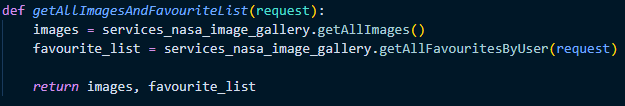 def getAllImagesAndFavouriteList(request):
    images = services_nasa_image_gallery.getAllImages()
    favourite_list = services_nasa_image_gallery.getAllFavouritesByUser(request)

    return images, favourite_list